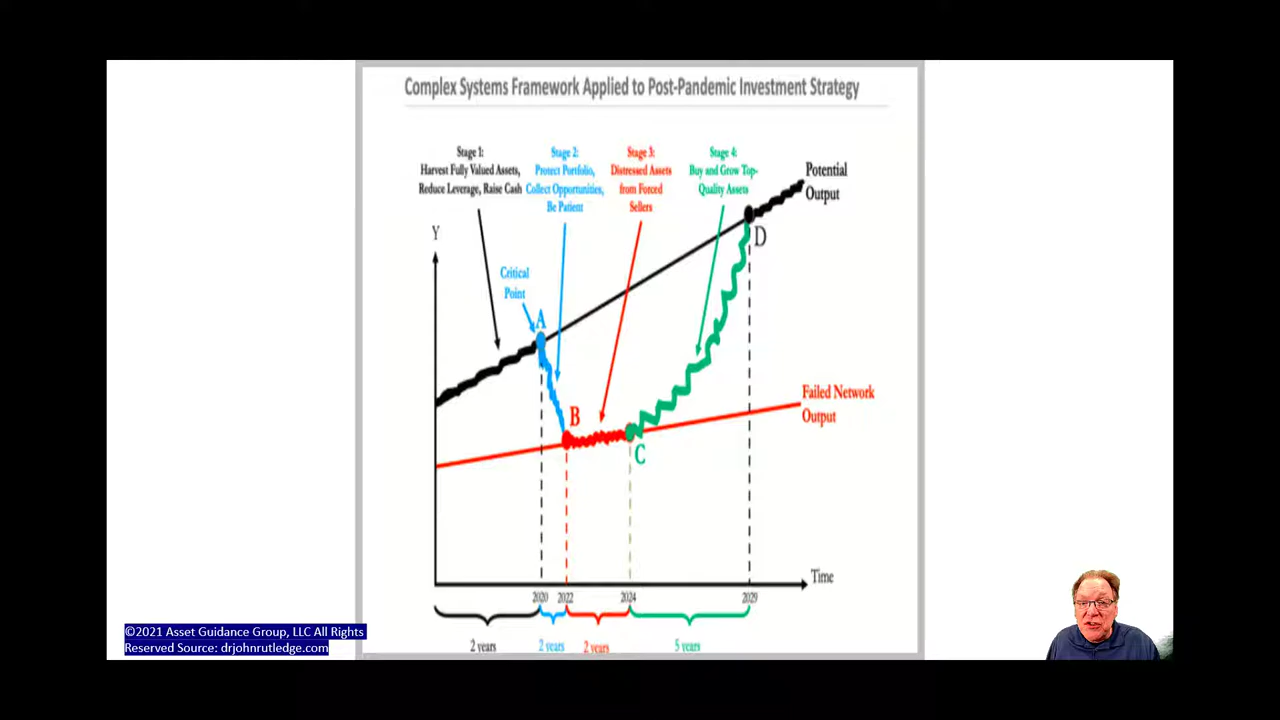 Complex Systems Framework Applied to Post-Pandemic Investment Strategy
Stage 1:
Harvest Fully Valued Assets,
Reduce Leverage, Raise Cash
Stage 2:
Protect Portfolio,
Collect Opportunities,
Be Patient
Stage 3:
Distressed Assets
from Forced
Sellers
Stage 4:
Buy and Grow Top-
Quality Assets
Potential
Output
Y
D
Critical
Point
A
B
C
Failed Network
Output
Time
2020 2022 2024 2029
2 years 2 years 2 years 5 years
©2021 Asset Guidance Group, LLC All Rights
Reserved Source: drjohnrutledge.com